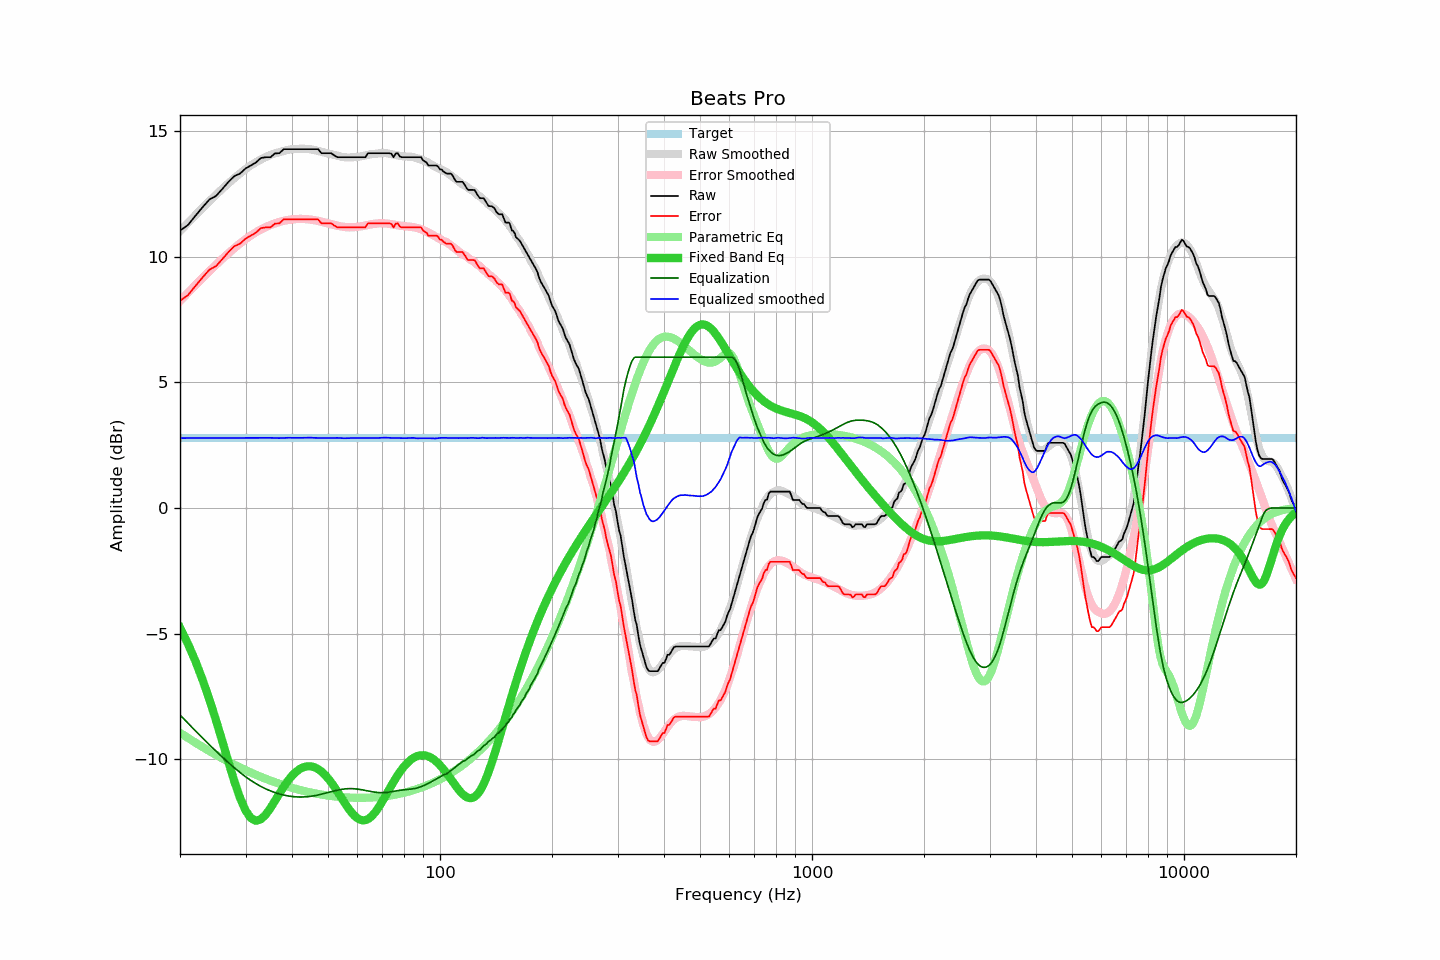 Beats Pro
Target
Raw Smoothed
Error Smoothed
Raw
Error
Parametric Eq
Fixed Band Eq
Equalization
Equalized smoothed
Amplitude (dBr)
15
10
5
0
−5
−10
100
1000
10000
Frequency (Hz)